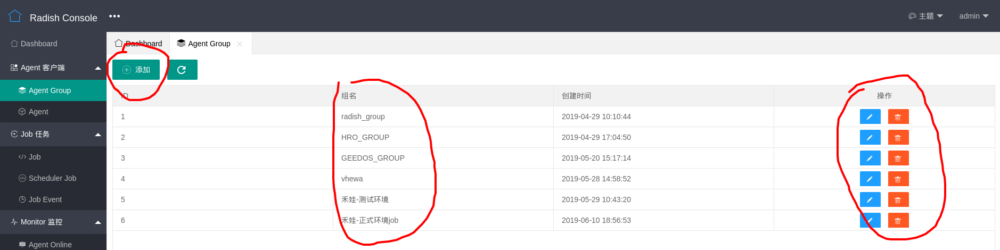 Radish Console •••
主题
admin
Dashboard
Agent 客户端
Agent Group
Agent
Job 任务
Job
Scheduler Job
Job Event
Monitor 监控
Agent Online
Dashboard
Agent Group
添加
ID 组名 创建时间 操作
1 radish_group 2019-04-29 10:10:44
2 HRO_GROUP 2019-04-29 17:04:50
3 GEEDOS_GROUP 2019-05-20 15:17:14
4 vhewa 2019-05-28 14:58:52
5 禾娃-测试环境 2019-05-29 10:43:20
6 禾娃-正式环境job 2019-06-10 18:56:53